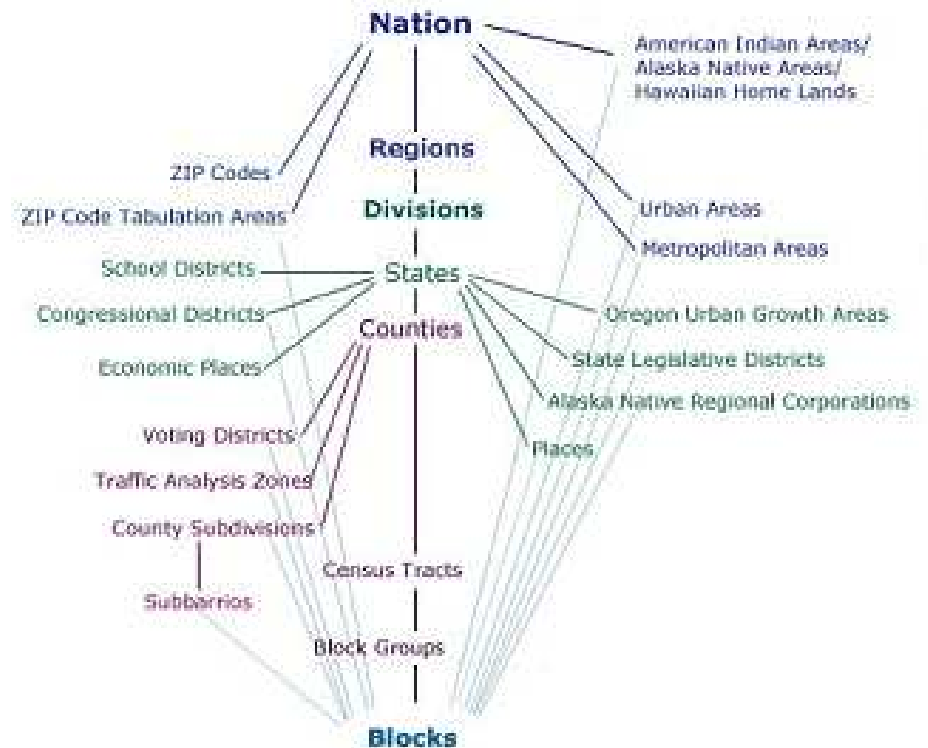 Nation
American Indian Areas/
Alaska Native Areas/
Hawaiian Home Lands
Regions
ZIP Codes
Divisions
Urban Areas
ZIP Code Tabulation Areas
Metropolitan Areas
School Districts
States
Congressional Districts
Oregon Urban Growth Areas
Counties
State Legislative Districts
Economic Places
Alaska Native Regional Corporations
Voting Districts
Places
Traffic Analysis Zones
County Subdivisions
Census Tracts
Subbarrios
Block Groups
Blocks